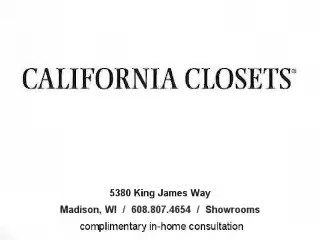 CALIFORNIA CLOSETS®
5380 King James Way
Madison, WI / 608.807.4654 / Showrooms
complimentary in-home consultation